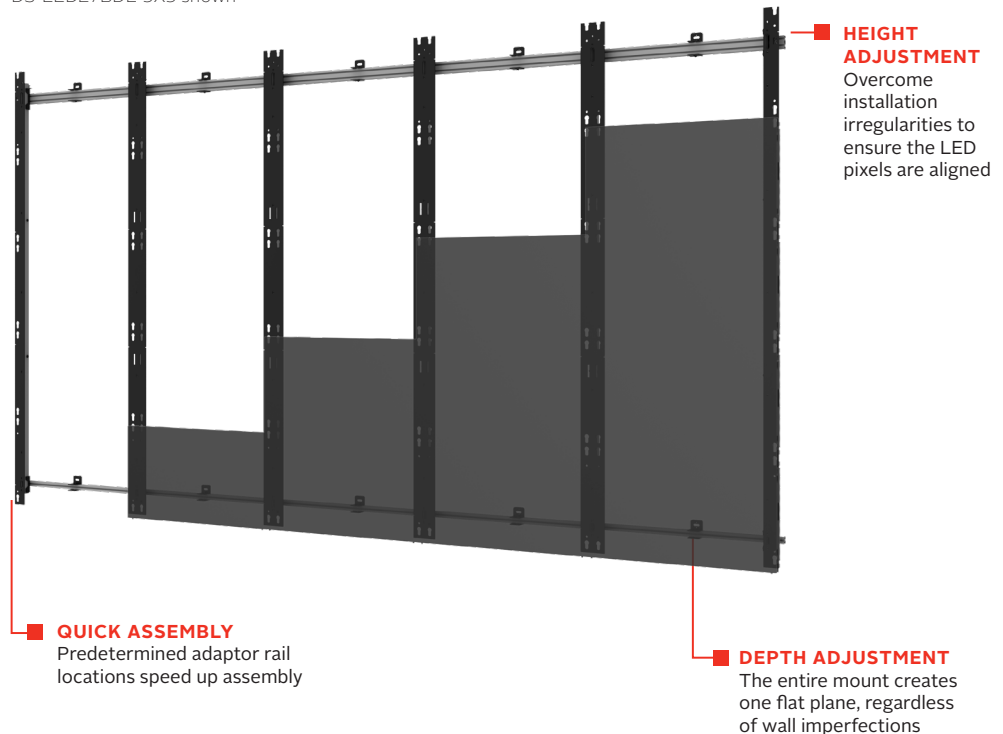 HEIGHT
ADJUSTMENT
Overcome
installation
irregularities to
ensure the LED
pixels are aligned
QUICK ASSEMBLY
Predetermined adaptor rail
locations speed up assembly
DEPTH ADJUSTMENT
The entire mount creates
one flat plane, regardless
of wall imperfections